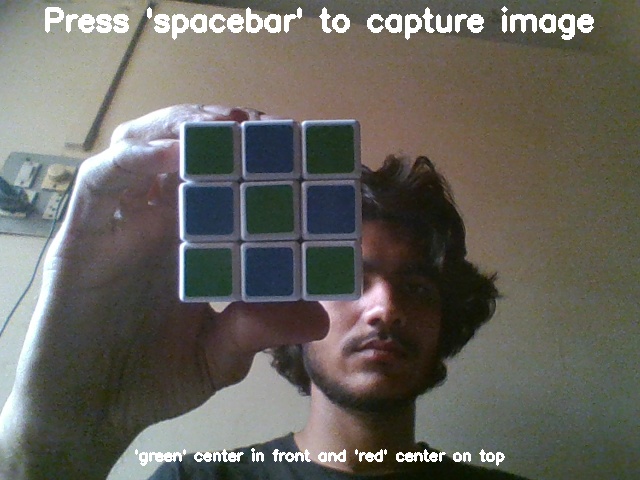 Press 'spacebar' to capture image
'green' center in front and 'red' center on top